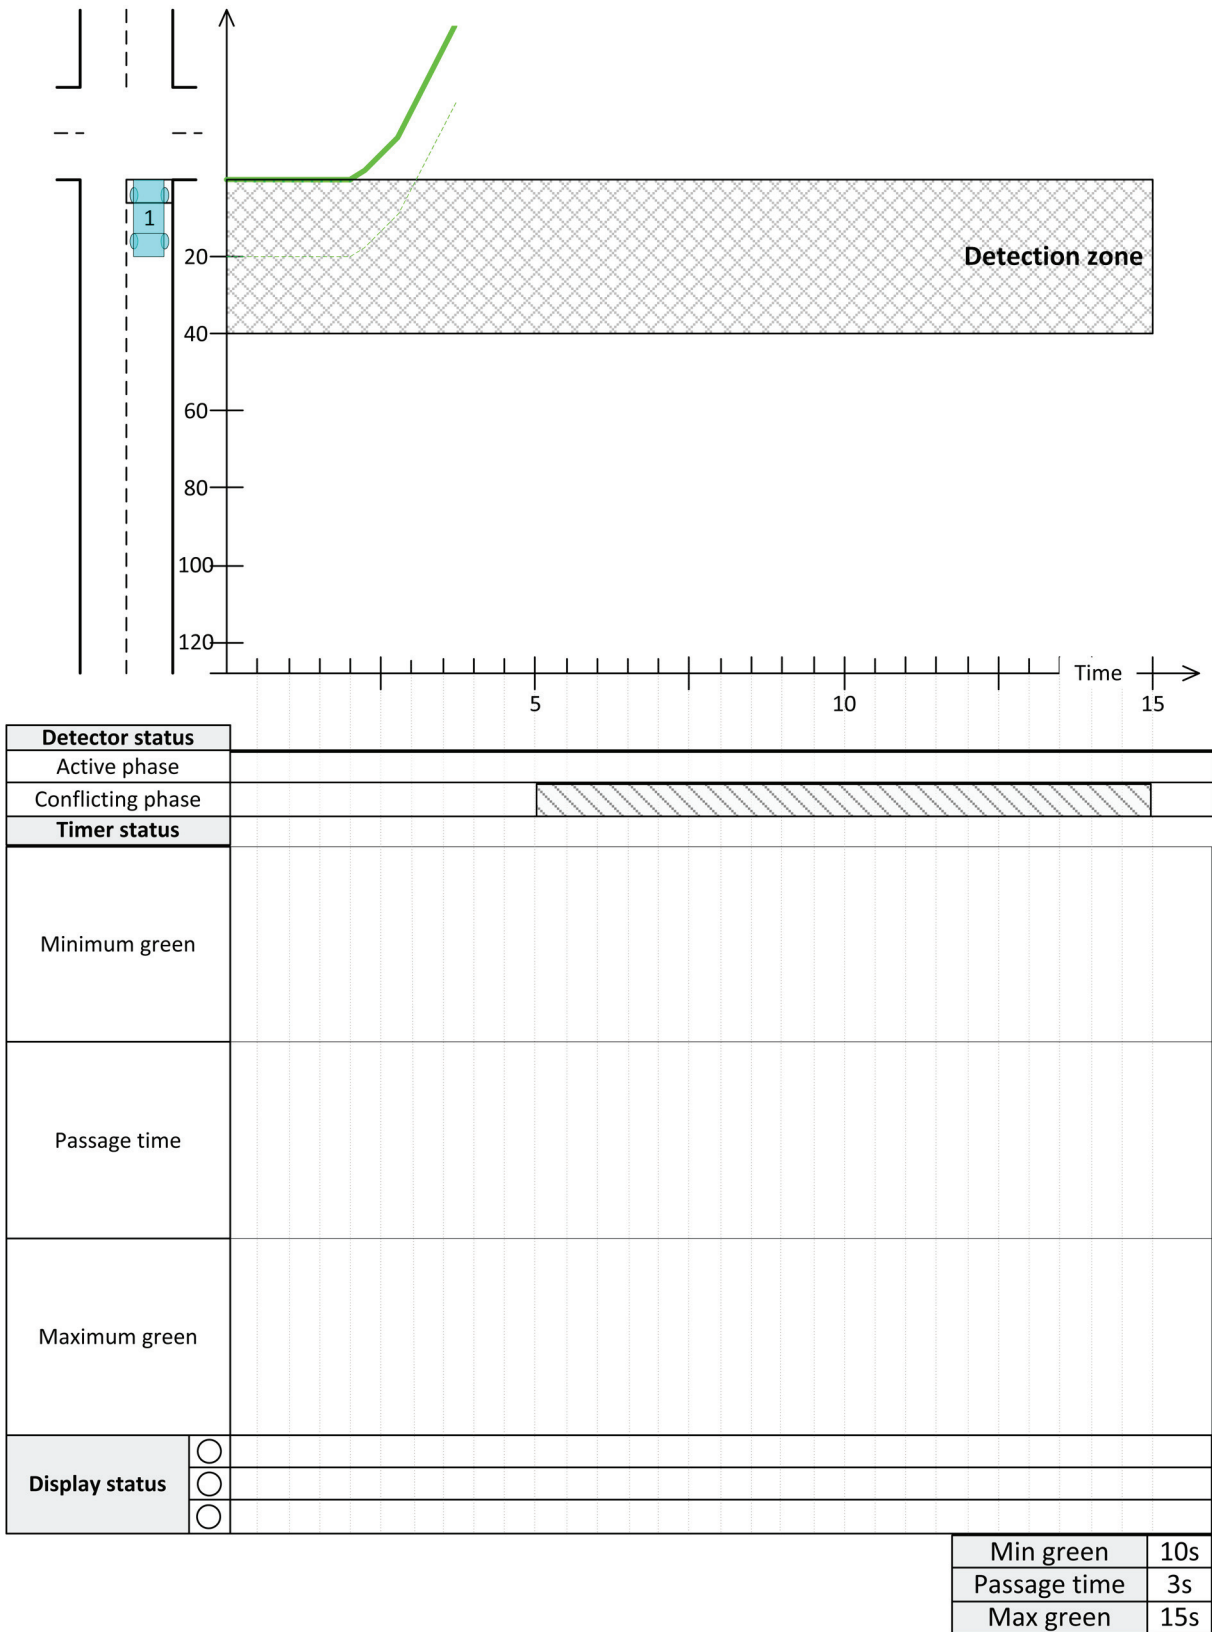 1
Detection zone
20
40
60
80
100
120
Time
5
10
15
Detector status
Active phase
Conflicting phase
Timer status
Minimum green
Passage time
Maximum green
Display status
Min green 10s
Passage time 3s
Max green 15s